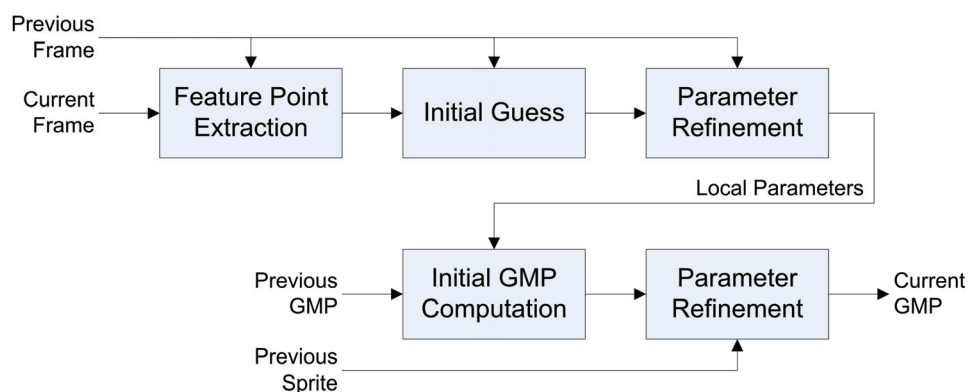 Previous
Frame
Current
Frame
Feature Point
Extraction
Initial Guess
Parameter
Refinement
Local Parameters
Previous
GMP
Initial GMP
Computation
Parameter
Refinement
Current
GMP
Previous
Sprite